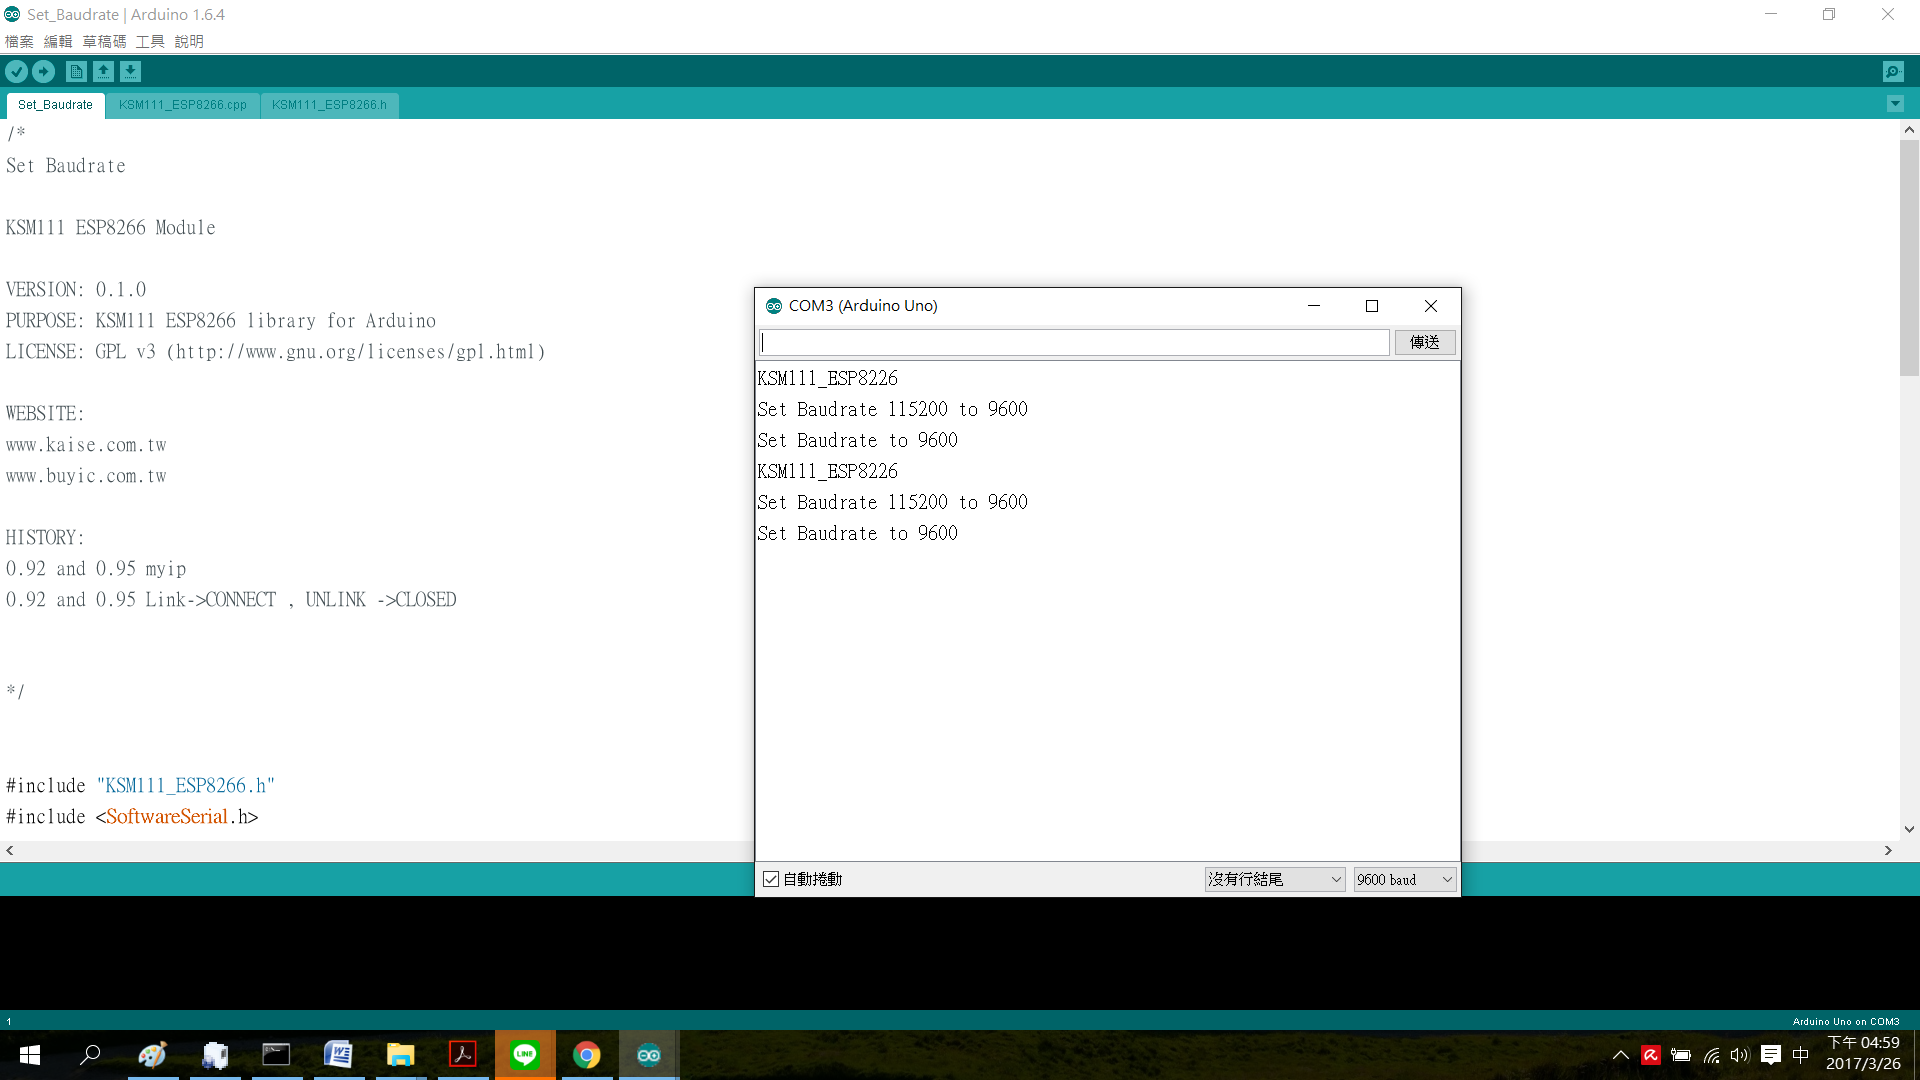 Set_Baudrate | Arduino 1.6.4
檔案 編輯 草稿碼 工具 說明
Set_Baudrate KSM111_ESP8266.cpp KSM111_ESP8266.h
/*
Set Baudrate
KSM111 ESP8266 Module
VERSION: 0.1.0
PURPOSE: KSM111 ESP8266 library for Arduino
LICENSE: GPL v3 (http://www.gnu.org/licenses/gpl.html)
WEBSITE:
www.kaise.com.tw
www.buyic.com.tw
HISTORY:
0.92 and 0.95 myip
0.92 and 0.95 Link->CONNECT , UNLINK ->CLOSED
*/
#include "KSM111_ESP8266.h"
#include <SoftwareSerial.h>
COM3 (Arduino Uno)
傳送
KSM111_ESP8226
Set Baudrate 115200 to 9600
Set Baudrate to 9600
KSM111_ESP8226
Set Baudrate 115200 to 9600
Set Baudrate to 9600
自動捲動 沒有行結尾 9600 baud
1 Arduino Uno on COM3
LINE
中
下午 04:59
2017/3/26